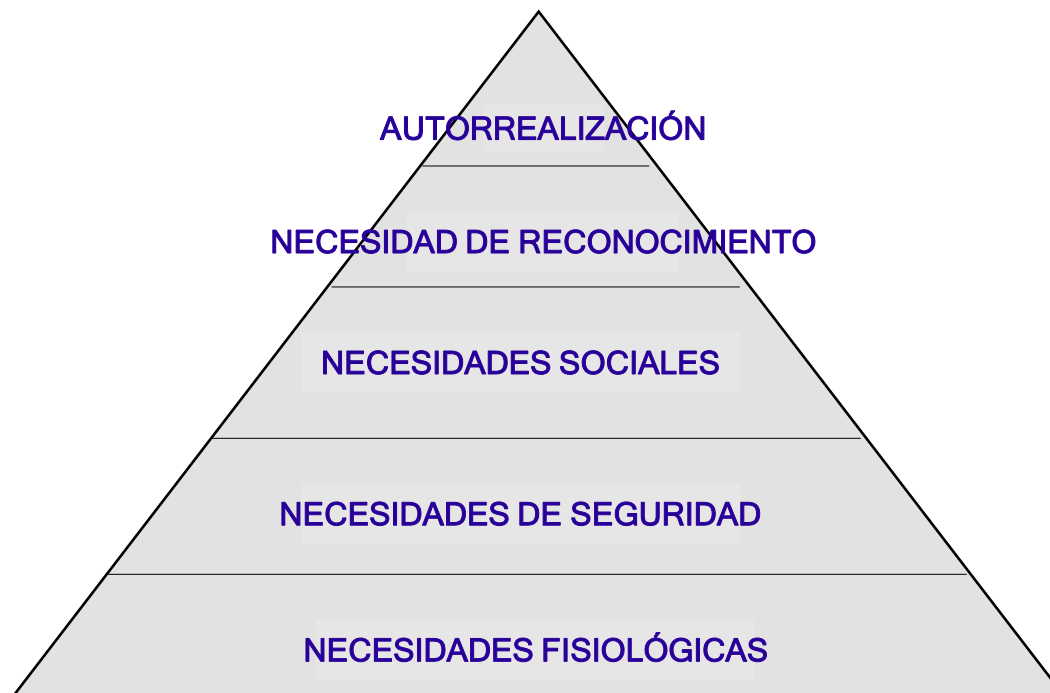 AUTORREALIZACIÓN
NECESIDAD DE RECONOCIMIENTO
NECESIDADES SOCIALES
NECESIDADES DE SEGURIDAD
NECESIDADES FISIOLÓGICAS